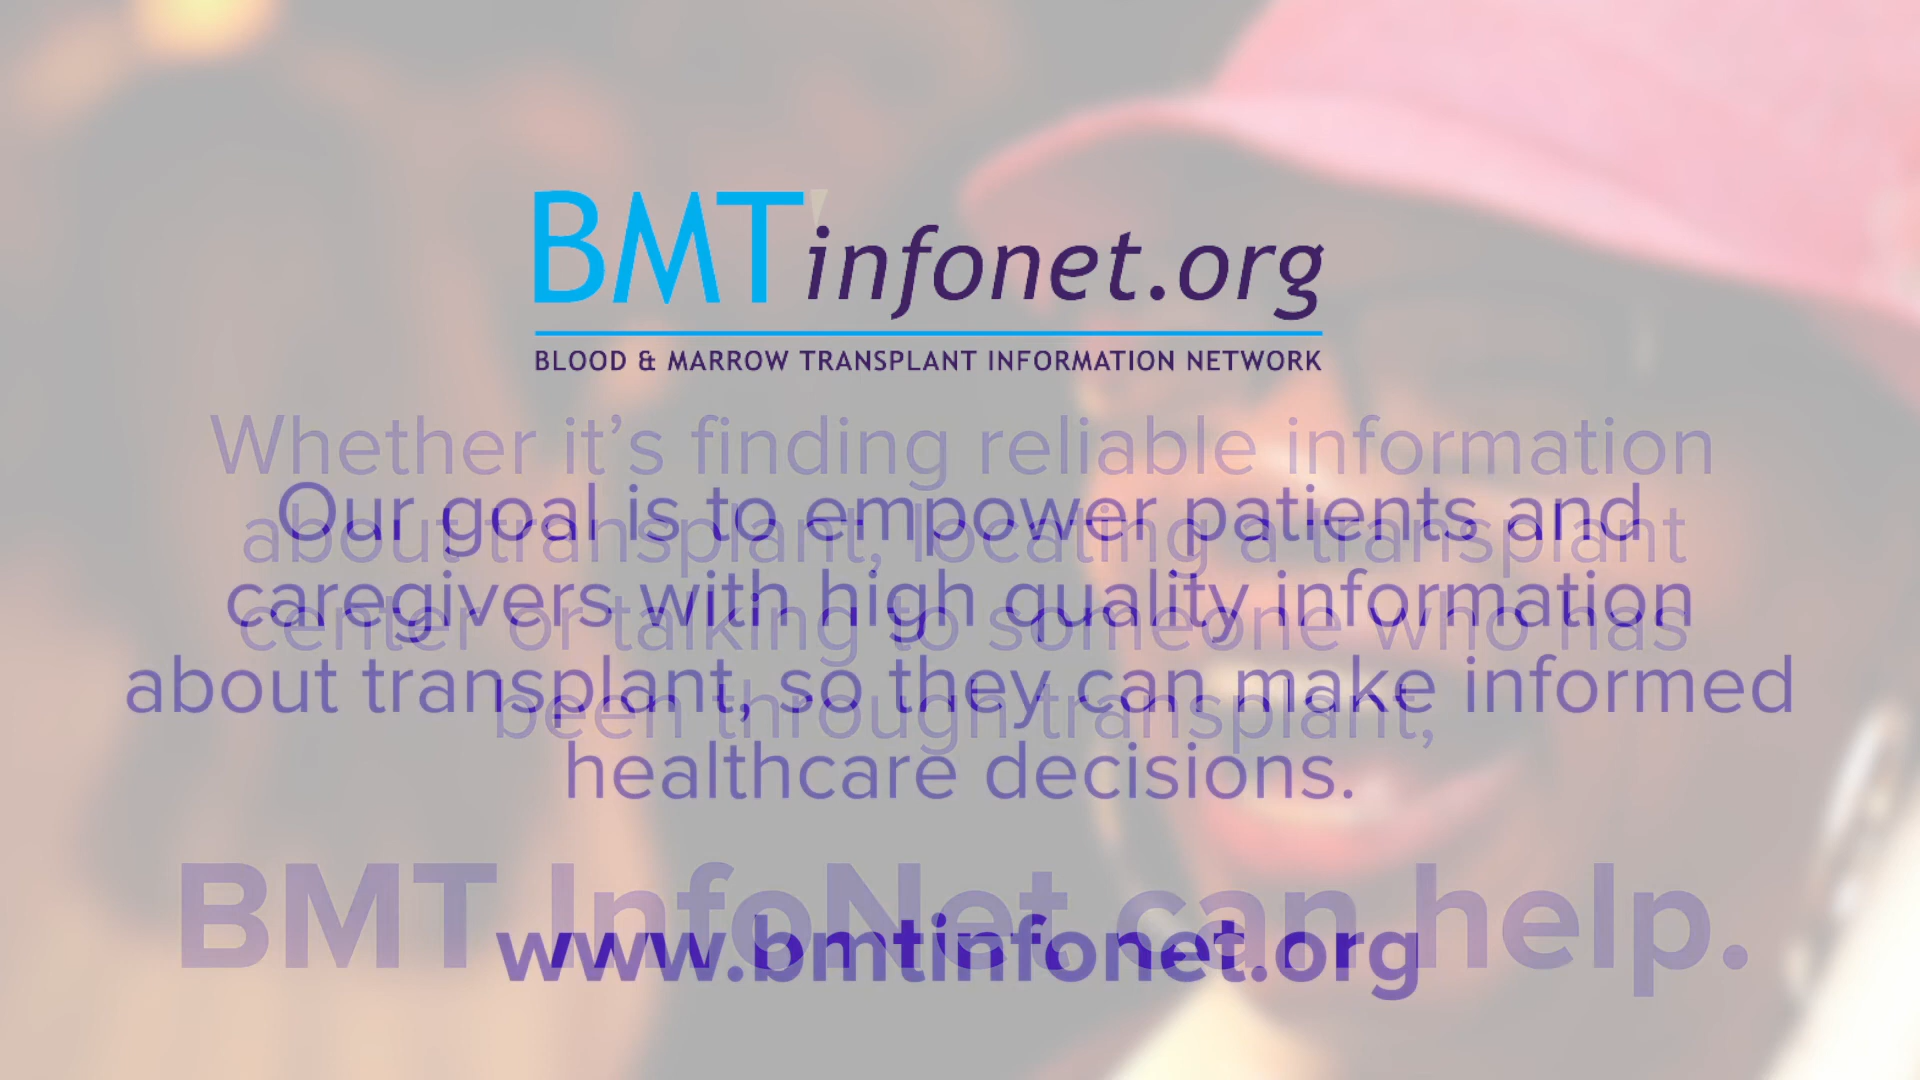 BMTinfonet.org
BLOOD & MARROW TRANSPLANT INFORMATION NETWORK
Whether it's finding reliable information
about transplant, locating a transplant
center or talking to someone who has
been through transplant,
BMT InfoNet can help.
Our goal is to empower patients and
caregivers with high quality information
about transplant, so they can make informed
healthcare decisions.
www.bmtinfonet.org